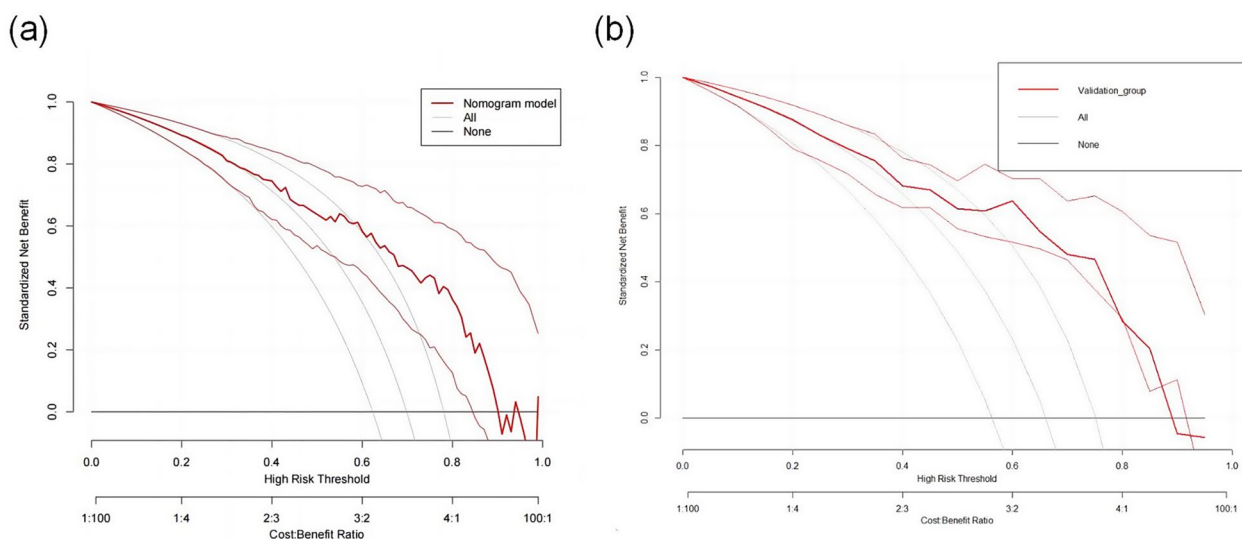 (a)
Standardized Net Benefit
1.0
0.8
0.6
0.4
0.2
0.0
Nomogram model
All
None
0.0 0.2 0.4 0.6 0.8 1.0
High Risk Threshold
1:100 1:4 2:3 3:2 4:1 100:1
Cost:Benefit Ratio
(b)
Standardized Net Benefit
1.0
0.8
0.6
0.4
0.2
0.0
Validation_group
All
None
0.0 0.2 0.4 0.6 0.8 1.0
High Risk Threshold
1:100 1:4 2:3 3:2 4:1 100:1
Cost:Benefit Ratio